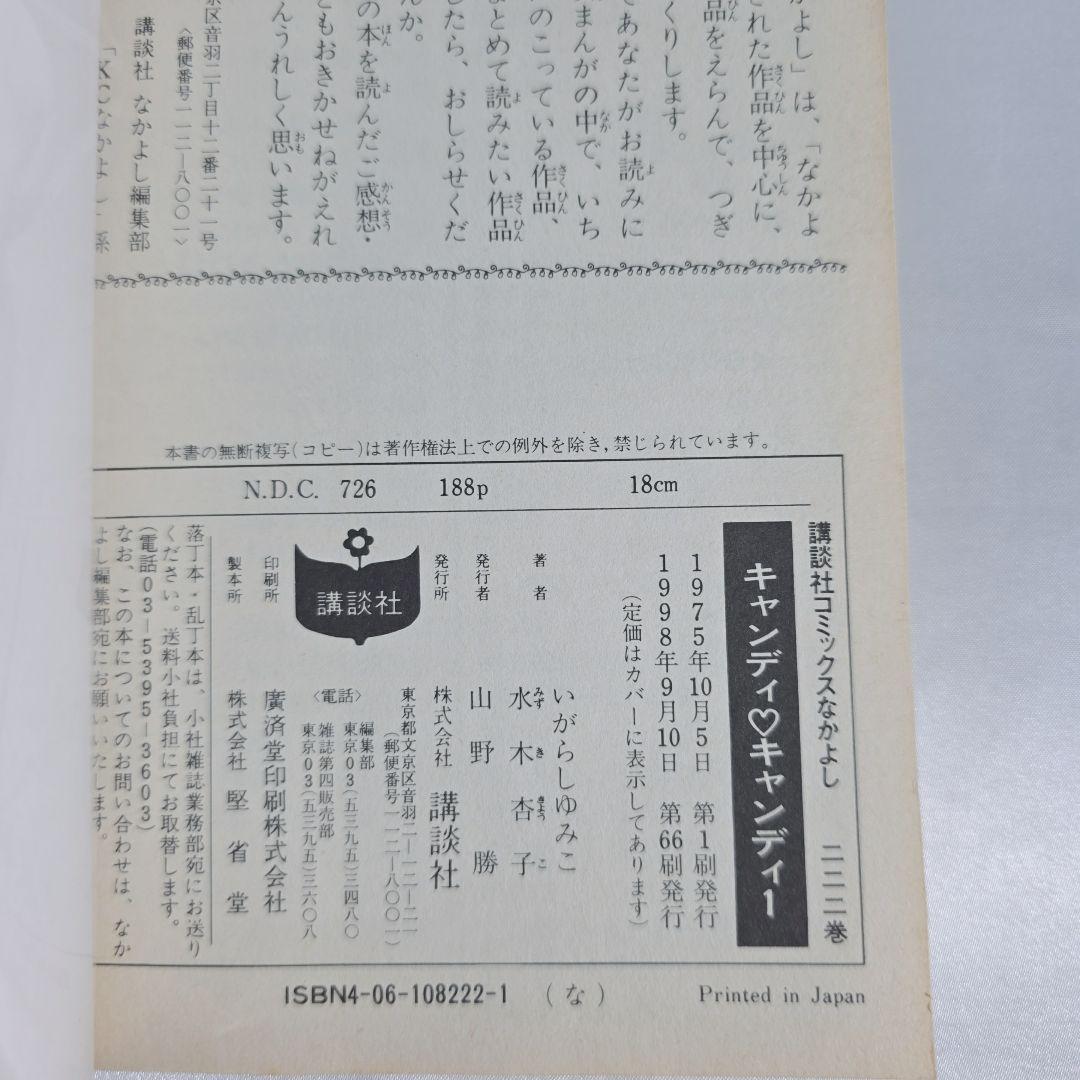 かよし」は、「なかよ
された作品を中心に、
品をえらんで、つぎ
くりします。
であなたがお読みに
まんがの中で、いち
のこっている作品、
まとめて読みたい作品
したら、おしらせくだ
んか。
の本を読んだご感想・
ともおきかせねがえれ
んうれしく思います。
京区音羽二丁目十二番二十一号
〈郵便番号一一二―八〇〇一〉
講談社 なかよし編集部
「KCなかよし」係
本書の無断複写(コピー)は著作権法上での例外を除き,禁じられています。
N.D.C. 726 188p 18cm
講談社コミックスなかよし 二二二巻
キャンディ♡キャンディ1
1975年10月5日 第1刷発行
1998年9月10日 第66刷発行
(定価はカバーに表示してあります)
いがらしゆみこ
著者 水木杏子
みず き きょう こ
発行者 山野 勝
発行所 株式会社 講談社
東京都文京区音羽二―一二―二一
(郵便番号一一二―八〇〇一)
〈電話〉
編集部
東京03(五三九五)三四八〇
雑誌第四販売部
東京03(五三九五)三六〇八
講談社
印刷所 廣済堂印刷株式会社
製本所 株式会社 堅省堂
落丁本・乱丁本は、小社雑誌業務部宛にお送り
ください。送料小社負担にてお取替します。
(電話03―5395―3603)
なお、この本についてのお問い合わせは、なか
よし編集部宛にお願いいたします。
ISBN4-06-108222-1 (な) Printed in Japan